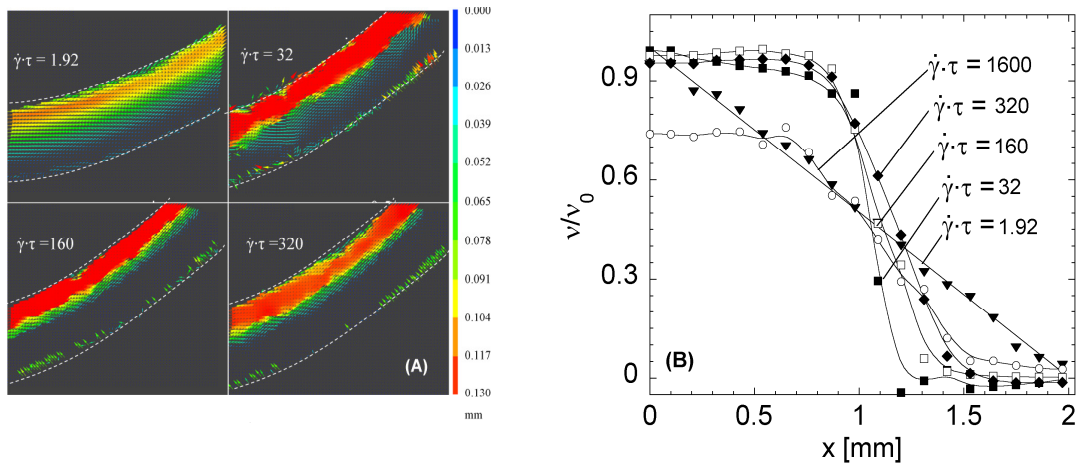 γ̇·τ = 1.92
γ̇·τ = 32
γ̇·τ =160
γ̇·τ =320
(A)
0.000
0.013
0.026
0.039
0.052
0.065
0.078
0.091
0.104
0.117
0.130
mm
ν/ν0
0.9
0.6
0.3
0
γ̇·τ = 1600
γ̇·τ = 320
γ̇·τ = 160
γ̇·τ = 32
γ̇·τ = 1.92
(B)
0
0.5
1
1.5
2
x [mm]